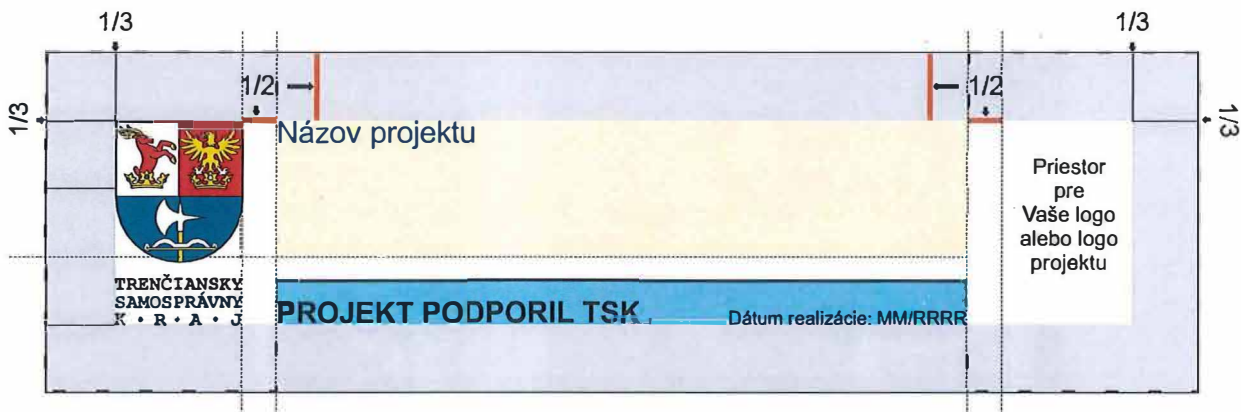 1/3
1/3
1/2
1/2
1/3
1/3
Názov projektu
Priestor
pre
Vaše logo
alebo logo
projektu
TRENČIANSKY
SAMOSPRÁVNY
K · R · A · J
PROJEKT PODPORIL TSK
Dátum realizácie: MM/RRRR